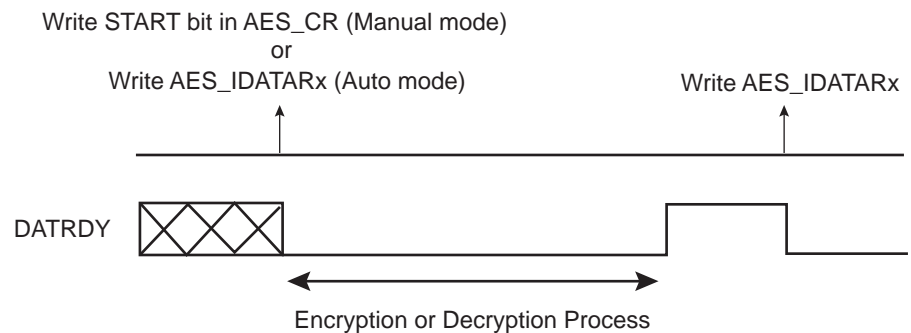 Write START bit in AES_CR (Manual mode)
or
Write AES_IDATARx (Auto mode)
Write AES_IDATARx
DATRDY
Encryption or Decryption Process